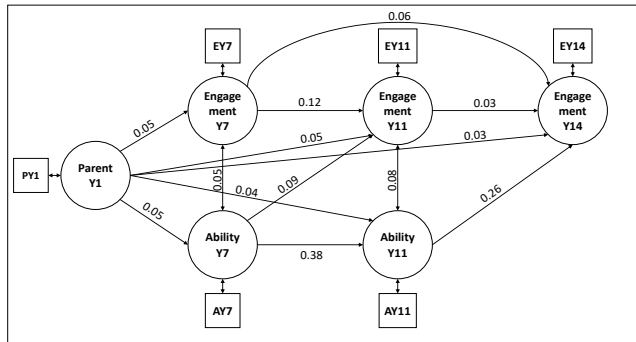 0.06
EY7
EY11
EY14
Engage
ment
Y7
0.12
Engage
ment
Y11
0.03
Engage
ment
Y14
0.05
0.05
0.03
PY1
Parent
Y1
0.05
0.09
0.08
0.04
0.26
0.05
Ability
Y7
0.38
Ability
Y11
AY7
AY11